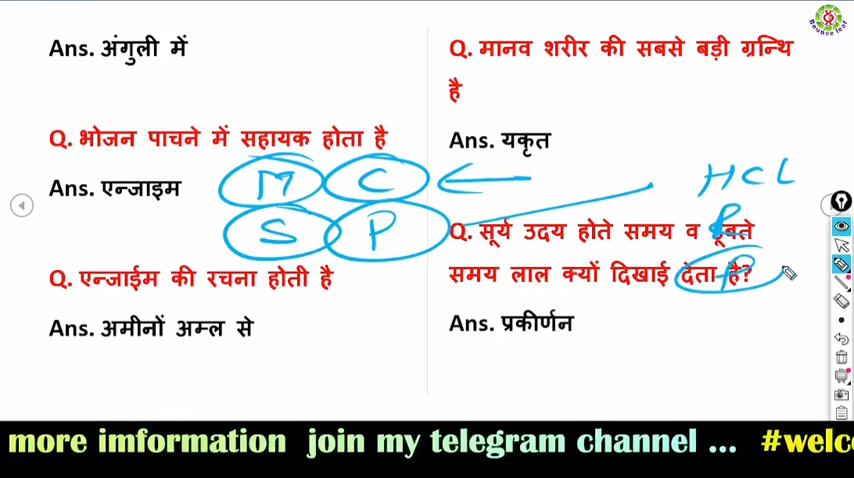 Ans. अंगुली में
Q. भोजन पाचने में सहायक होता है
Ans. एन्जाइम
M C
S P
Q. एन्जाईम की रचना होती है
Ans. अमीनों अम्ल से
Q. मानव शरीर की सबसे बड़ी ग्रन्थि
है
Ans. यकृत
HCL
P
Q. सूर्य उदय होते समय व डूबते
समय लाल क्यों दिखाई देता है?
P
Ans. प्रकीर्णन
more imformation join my telegram channel ... #welco